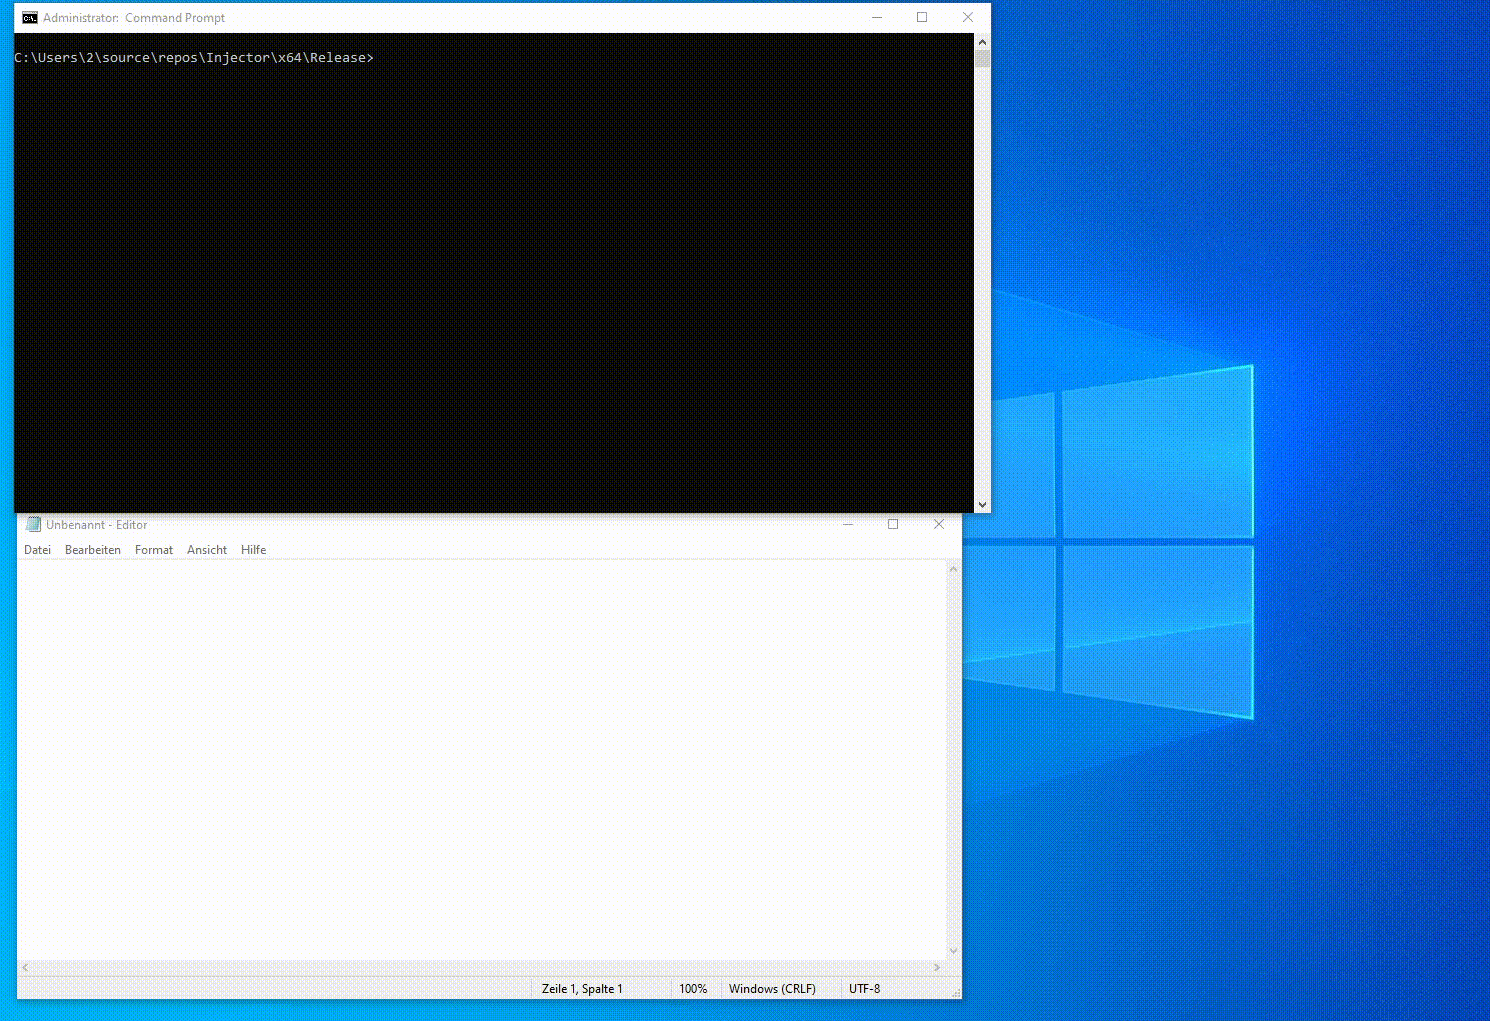 Administrator: Command Prompt
C:\Users\2\source\repos\Injector\x64\Release>
Unbenannt - Editor
Datei Bearbeiten Format Ansicht Hilfe
Zeile 1, Spalte 1 100% Windows (CRLF) UTF-8